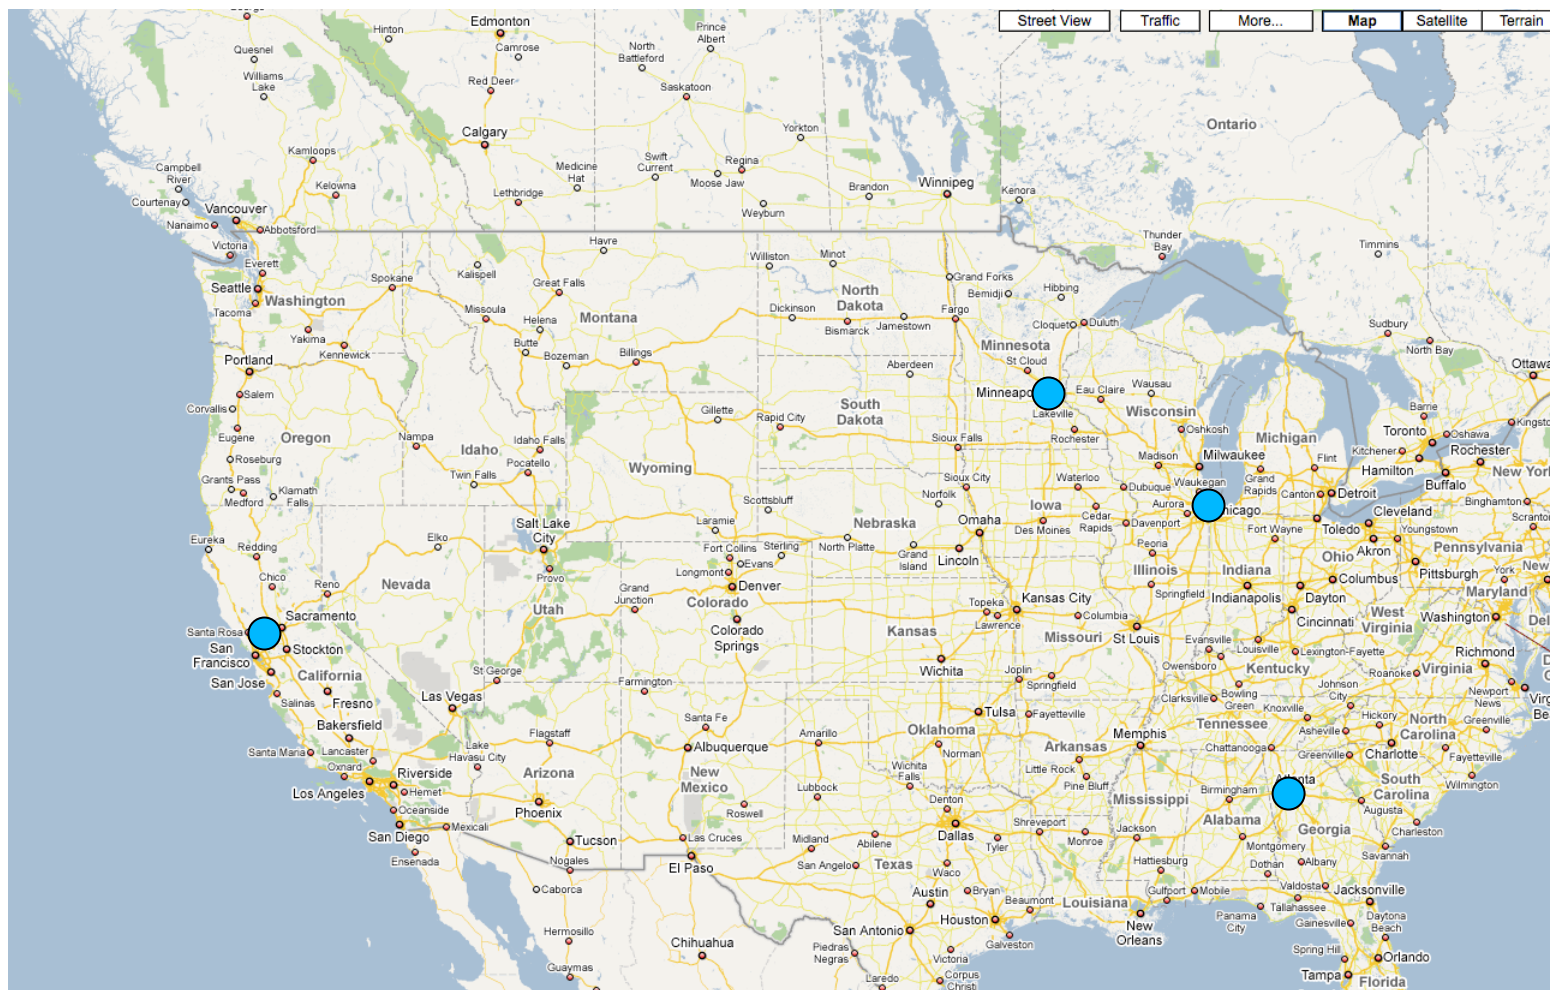 George
Edmonton
Hinton
Camrose
Prince
Albert
North
Battleford
Quesnel
Williams
Lake
Red Deer
Saskatoon
Street View
Traffic
More...
Map
Satellite
Terrain
Ontario
Calgary
Yorkton
Kamloops
Medicine
Hat
Swift
Current
Regina
Moose Jaw
Campbell
River
Kelowna
Lethbridge
Brandon
Winnipeg
Kenora
Courtenay
Vancouver
Weyburn
Nanaimo
Abbotsford
Victoria
Havre
Thunder
Bay
Timmins
Everett
Kalispell
Williston
Minot
Grand Forks
Spokane
Great Falls
Bemidji
Hibbing
Seattle
Washington
North
Dakota
Tacoma
Missoula
Helena
Montana
Dickinson
Bismarck
Jamestown
Fargo
Cloquet
Duluth
Sudbury
Yakima
Butte
Minnesota
North Bay
Kennewick
Bozeman
Billings
St Cloud
Portland
Aberdeen
Ottawa
Salem
Minneapo
Eau Claire
Wausau
Corvallis
Gillette
Rapid City
South
Dakota
Lakeville
Wisconsin
Barrie
Eugene
Oregon
Nampa
Idaho
Idaho Falls
Sioux Falls
Rochester
Oshkosh
Michigan
Toronto
Oshawa
Kingsto
Roseburg
Pocatello
Wyoming
Madison
Milwaukee
Flint
Kitchener
Hamilton
Rochester
Grants Pass
Medford
Klamath
Falls
Twin Falls
Scottsbluff
Norfolk
Sioux City
Waterloo
Dubuque
Waukegan
Grand
Rapids
Canton
Detroit
Buffalo
New York
Iowa
Cedar
Rapids
Aurora
hicago
Binghamton
Eureka
Salt Lake
City
Laramie
Nebraska
Omaha
Des Moines
Davenport
Fort Wayne
Toledo
Cleveland
Youngstown
Scranton
Redding
Elko
Fort Collins
Sterling
North Platte
Grand
Island
Lincoln
Peoria
Ohio
Akron
Pennsylvania
Evans
Longmont
Provo
Chico
Reno
Nevada
Grand
Junction
Denver
Illinois
Indiana
Columbus
Pittsburgh
York
New
Springfield
Indianapolis
Dayton
Maryland
Utah
Colorado
Topeka
Kansas City
Lawrence
Columbia
Sacramento
Colorado
Springs
Kansas
Missouri
St Louis
Cincinnati
West
Virginia
Washington
Del
Santa Rosa
San
Francisco
Stockton
Evansville
Louisville
Lexington-Fayette
Richmond
California
St George
Wichita
Joplin
Springfield
Owensboro
Kentucky
Roanoke
Virginia
San Jose
Farmington
Salinas
Fresno
Las Vegas
Clarksville
Bowling
Green
Johnson
City
Newport
News
Virg
Bea
Santa Fe
Tulsa
Fayetteville
Tennessee
Knoxville
Hickory
North
Carolina
Greenville
Bakersfield
Flagstaff
Albuquerque
Amarillo
Oklahoma
Norman
Arkansas
Memphis
Chattanooga
Asheville
Greenville
Charlotte
Fayetteville
Santa Maria
Lancaster
Lake
Havasu City
Oxnard
Riverside
Arizona
New
Mexico
Wichita
Falls
Little Rock
Pine Bluff
Atlanta
South
Carolina
Wilmington
Los Angeles
Hemet
Lubbock
Birmingham
Augusta
Oceanside
Phoenix
Roswell
Denton
Mississippi
Alabama
Georgia
Charleston
San Diego
Mexicali
Tucson
Las Cruces
Midland
Abilene
Dallas
Tyler
Shreveport
Monroe
Jackson
Montgomery
Savannah
Ensenada
Nogales
El Paso
San Angelo
Texas
Waco
Hattiesburg
Dothan
Albany
Caborca
Austin
Bryan
Beaumont
Louisiana
Gulfport
Mobile
Valdosta
Jacksonville
Tallahassee
Hermosillo
San Antonio
Houston
Galveston
New
Orleans
Panama
City
Gainesville
Daytona
Beach
Chihuahua
Piedras
Negras
Victoria
Spring Hill
Orlando
Guaymas
Laredo
Corpus
Christi
Tampa
Florida